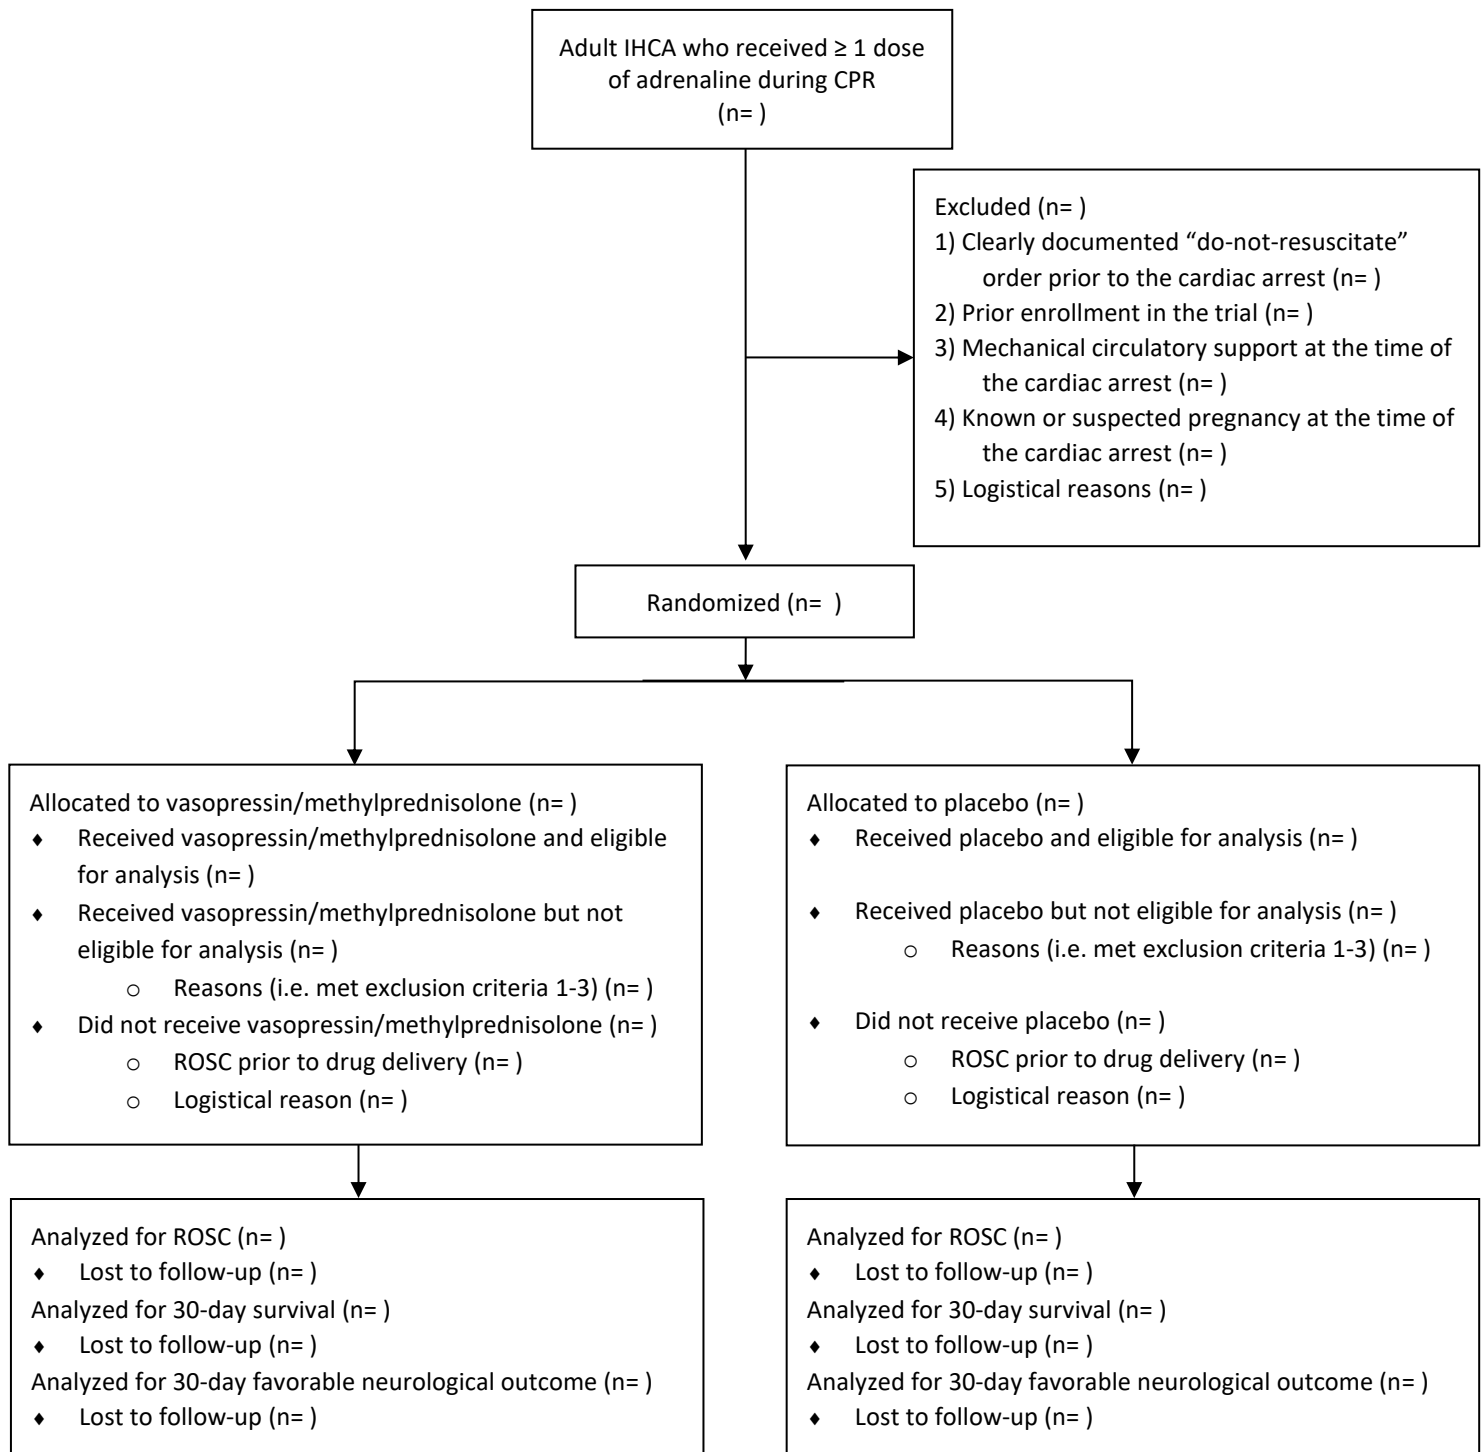 Adult IHCA who received ≥ 1 dose
of adrenaline during CPR
(n= )
Excluded (n= )
1) Clearly documented “do-not-resuscitate”
order prior to the cardiac arrest (n= )
2) Prior enrollment in the trial (n= )
3) Mechanical circulatory support at the time of
the cardiac arrest (n= )
4) Known or suspected pregnancy at the time of
the cardiac arrest (n= )
5) Logistical reasons (n= )
Randomized (n=  )
Allocated to vasopressin/methylprednisolone (n= )
♦ Received vasopressin/methylprednisolone and eligible
for analysis (n= )
♦ Received vasopressin/methylprednisolone but not
eligible for analysis (n= )
o Reasons (i.e. met exclusion criteria 1-3) (n= )
♦ Did not receive vasopressin/methylprednisolone (n= )
o ROSC prior to drug delivery (n= )
o Logistical reason (n= )
Allocated to placebo (n= )
♦ Received placebo and eligible for analysis (n= )
♦ Received placebo but not eligible for analysis (n= )
o Reasons (i.e. met exclusion criteria 1-3) (n= )
♦ Did not receive placebo (n= )
o ROSC prior to drug delivery (n= )
o Logistical reason (n= )
Analyzed for ROSC (n= )
♦ Lost to follow-up (n= )
Analyzed for 30-day survival (n= )
♦ Lost to follow-up (n= )
Analyzed for 30-day favorable neurological outcome (n= )
♦ Lost to follow-up (n= )
Analyzed for ROSC (n= )
♦ Lost to follow-up (n= )
Analyzed for 30-day survival (n= )
♦ Lost to follow-up (n= )
Analyzed for 30-day favorable neurological outcome (n= )
♦ Lost to follow-up (n= )